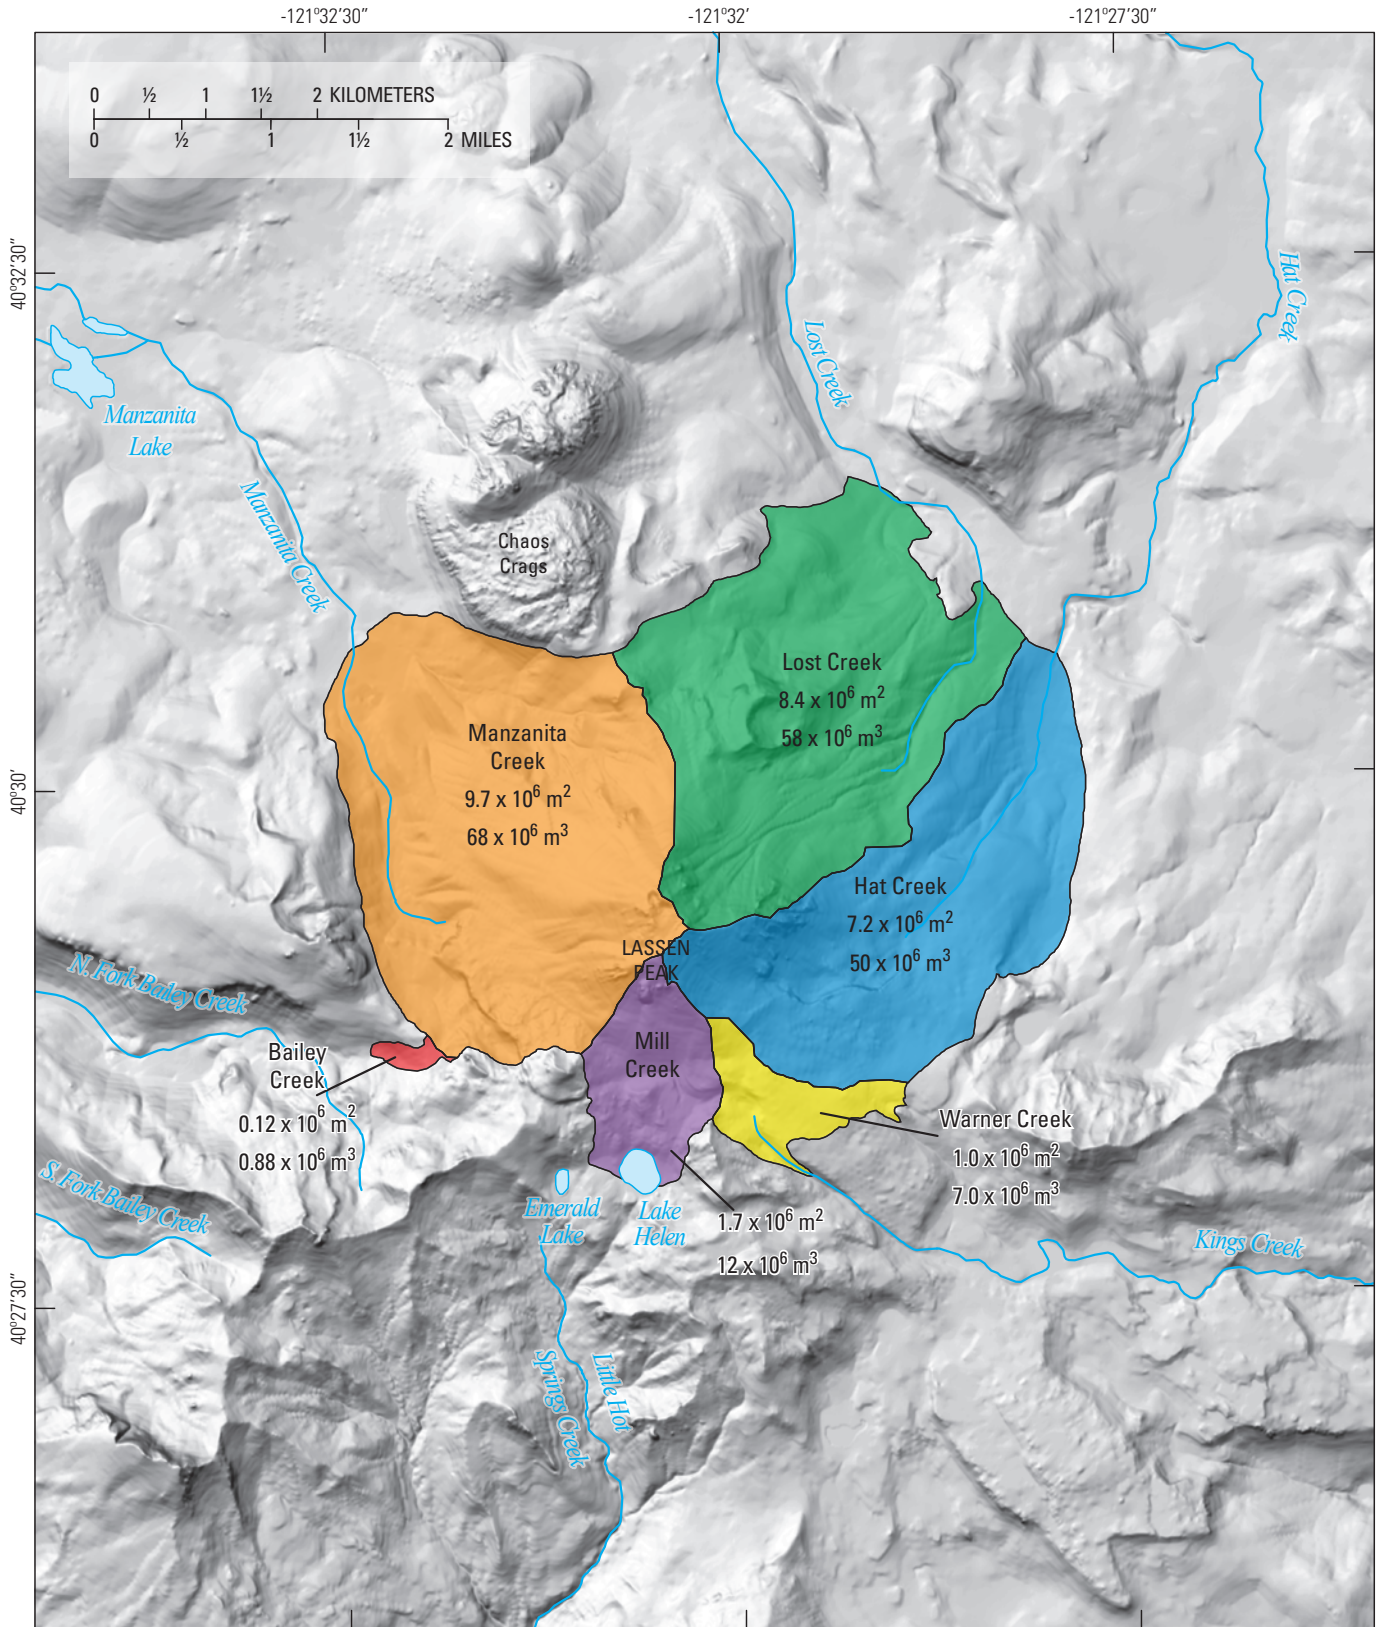 -121°32'30"
-121°32'
-121°27'30"
0 ½ 1 1½ 2 KILOMETERS
0 ½ 1 1½ 2 MILES
40°32'30"
40°30'
40°27'30"
Hat Creek
Lost Creek
Manzanita
Lake
Manzanita Creek
Chaos
Crags
Lost Creek
8.4 x 10⁶ m²
58 x 10⁶ m³
Manzanita
Creek
9.7 x 10⁶ m²
68 x 10⁶ m³
Hat Creek
7.2 x 10⁶ m²
50 x 10⁶ m³
LASSEN
PEAK
N. Fork Bailey Creek
Bailey
Creek
0.12 x 10⁶ m²
0.88 x 10⁶ m³
Mill
Creek
1.7 x 10⁶ m²
12 x 10⁶ m³
Warner Creek
1.0 x 10⁶ m²
7.0 x 10⁶ m³
S. Fork Bailey Creek
Emerald
Lake
Lake
Helen
Kings Creek
Little Hot
Springs Creek